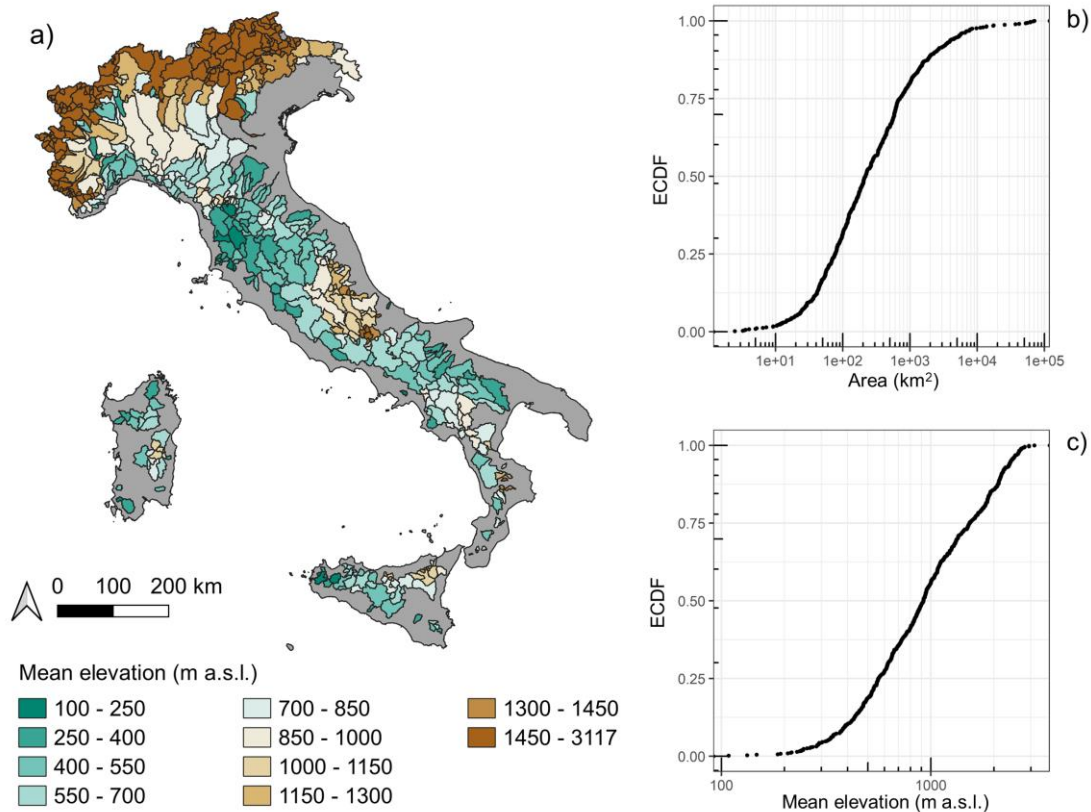 a)
0 100 200 km
Mean elevation (m a.s.l.)
100 - 250
250 - 400
400 - 550
550 - 700
700 - 850
850 - 1000
1000 - 1150
1150 - 1300
1300 - 1450
1450 - 3117
b)
ECDF
1.00
0.75
0.50
0.25
0.00
1e+01 1e+02 1e+03 1e+04 1e+05
Area (km²)
c)
ECDF
1.00
0.75
0.50
0.25
0.00
100 1000
Mean elevation (m a.s.l.)